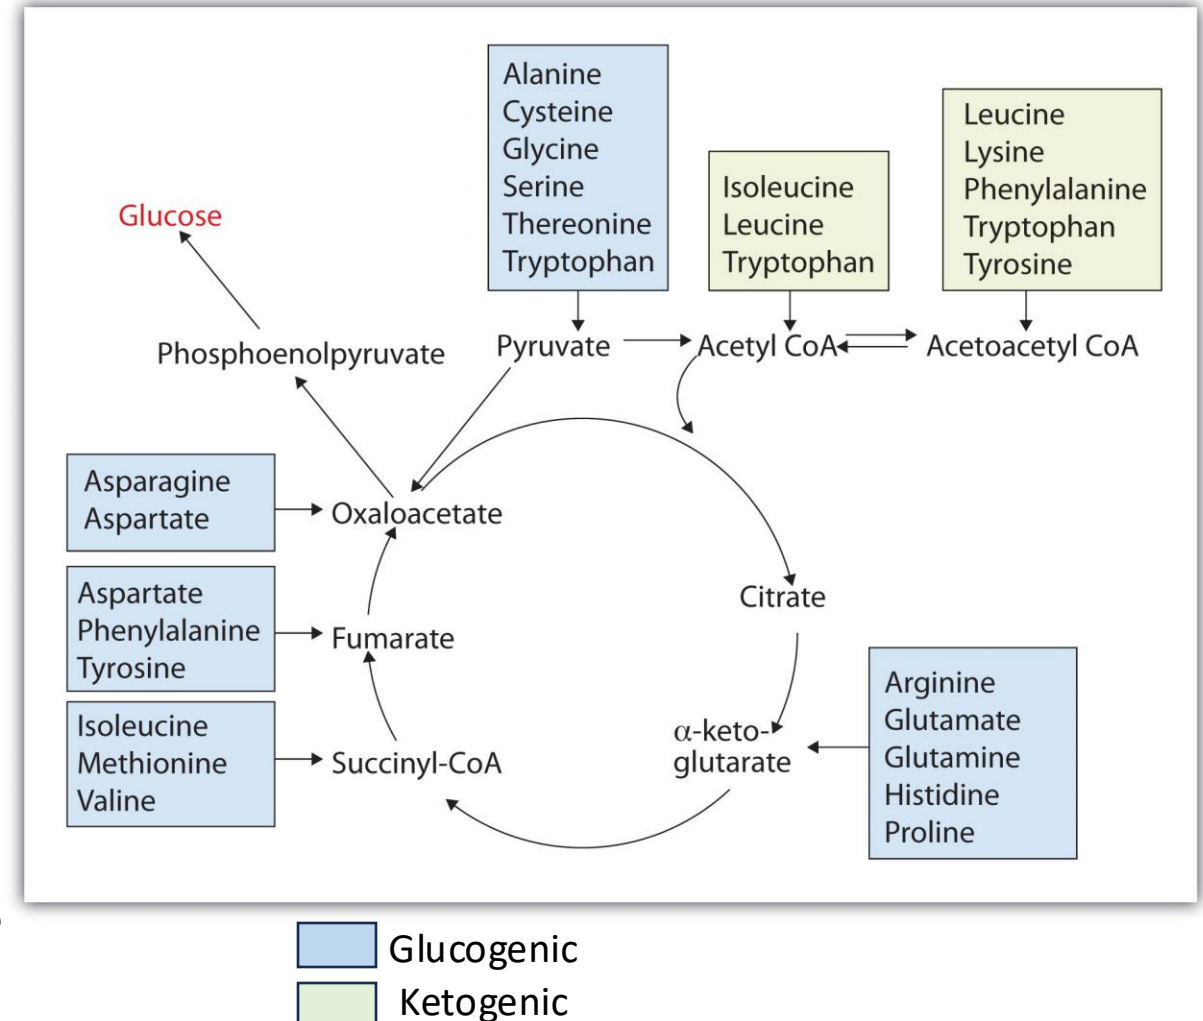 Alanine
Cysteine
Glycine
Serine
Thereonine
Tryptophan
Isoleucine
Leucine
Tryptophan
Leucine
Lysine
Phenylalanine
Tryptophan
Tyrosine
Glucose
Phosphoenolpyruvate
Pyruvate
Acetyl CoA
Acetoacetyl CoA
Asparagine
Aspartate
Oxaloacetate
Aspartate
Phenylalanine
Tyrosine
Fumarate
Citrate
Isoleucine
Methionine
Valine
Succinyl-CoA
α-keto-
glutarate
Arginine
Glutamate
Glutamine
Histidine
Proline
Glucogenic
Ketogenic